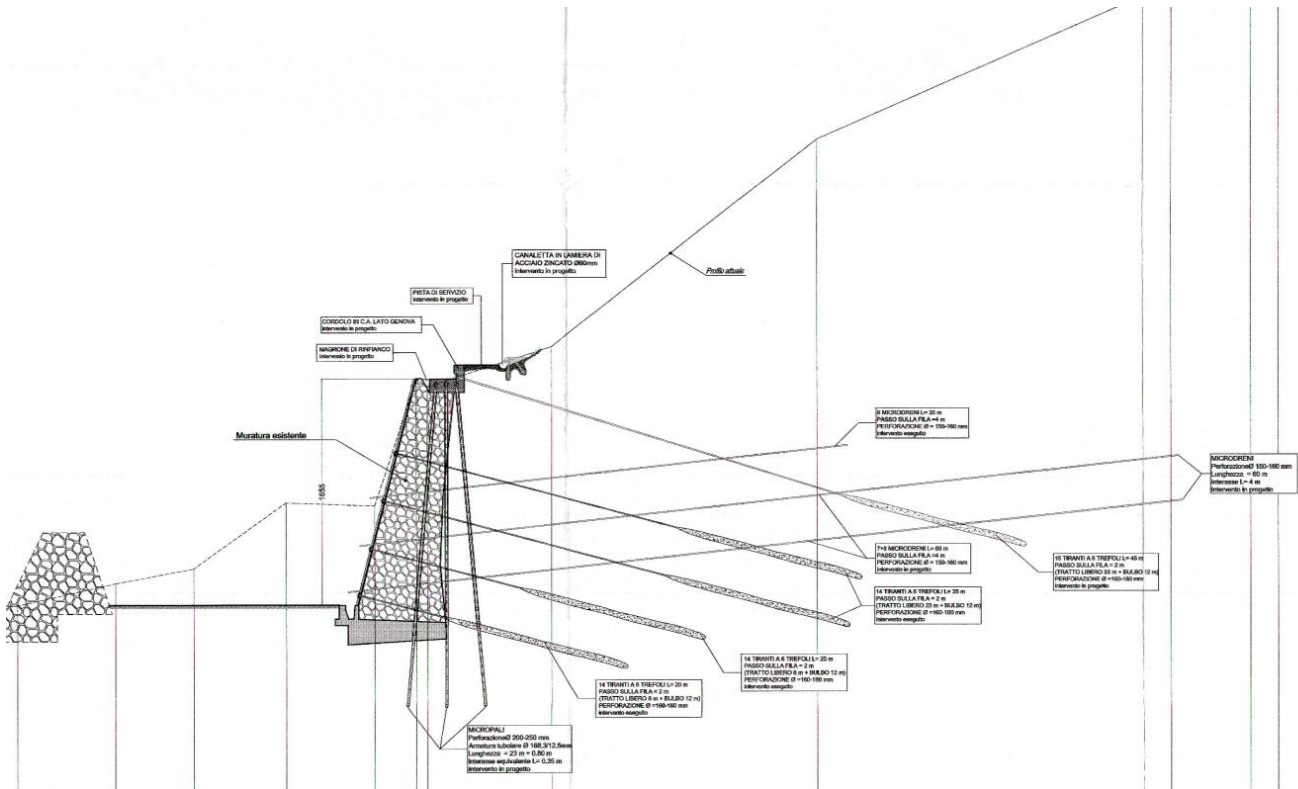 CANALETTA IN LAMIERA DI
ACCIAIO ZINCATO Ø60mm
intervento in progetto
Profilo attuale
PISTA DI SERVIZIO
intervento in progetto
CORDOLO IN C.A. LATO GENOVA
intervento in progetto
MAGRONE DI RINFIANCO
intervento in progetto
Muratura esistente
1655
8 MICRODRENI L= 35 m
PASSO SULLA FILA =4 m
PERFORAZIONE Ø = 150-160 mm
intervento eseguito
MICRODRENI
PerforazioneØ 150-160 mm
Lunghezza = 60 m
Interasse L= 4 m
intervento in progetto
7+8 MICRODRENI L= 60 m
PASSO SULLA FILA =4 m
PERFORAZIONE Ø = 150-160 mm
intervento in progetto
15 TIRANTI A 6 TREFOLI L= 45 m
PASSO SULLA FILA = 2 m
(TRATTO LIBERO 33 m + BULBO 12 m)
PERFORAZIONE Ø =160-180 mm
intervento in progetto
14 TIRANTI A 6 TREFOLI L= 35 m
PASSO SULLA FILA = 2 m
(TRATTO LIBERO 23 m + BULBO 12 m)
PERFORAZIONE Ø =160-180 mm
intervento eseguito
14 TIRANTI A 6 TREFOLI L= 25 m
PASSO SULLA FILA = 2 m
(TRATTO LIBERO 8 m + BULBO 12 m)
PERFORAZIONE Ø =160-180 mm
intervento eseguito
14 TIRANTI A 6 TREFOLI L= 20 m
PASSO SULLA FILA = 2 m
(TRATTO LIBERO 8 m + BULBO 12 m)
PERFORAZIONE Ø =160-180 mm
intervento eseguito
MICROPALI
PerforazioneØ 200-250 mm
Armatura tubolare Ø 168,3/12,5mm
Lunghezza = 23 m + 0.80 m
Interasse equivalente L= 0.35 m
intervento in progetto